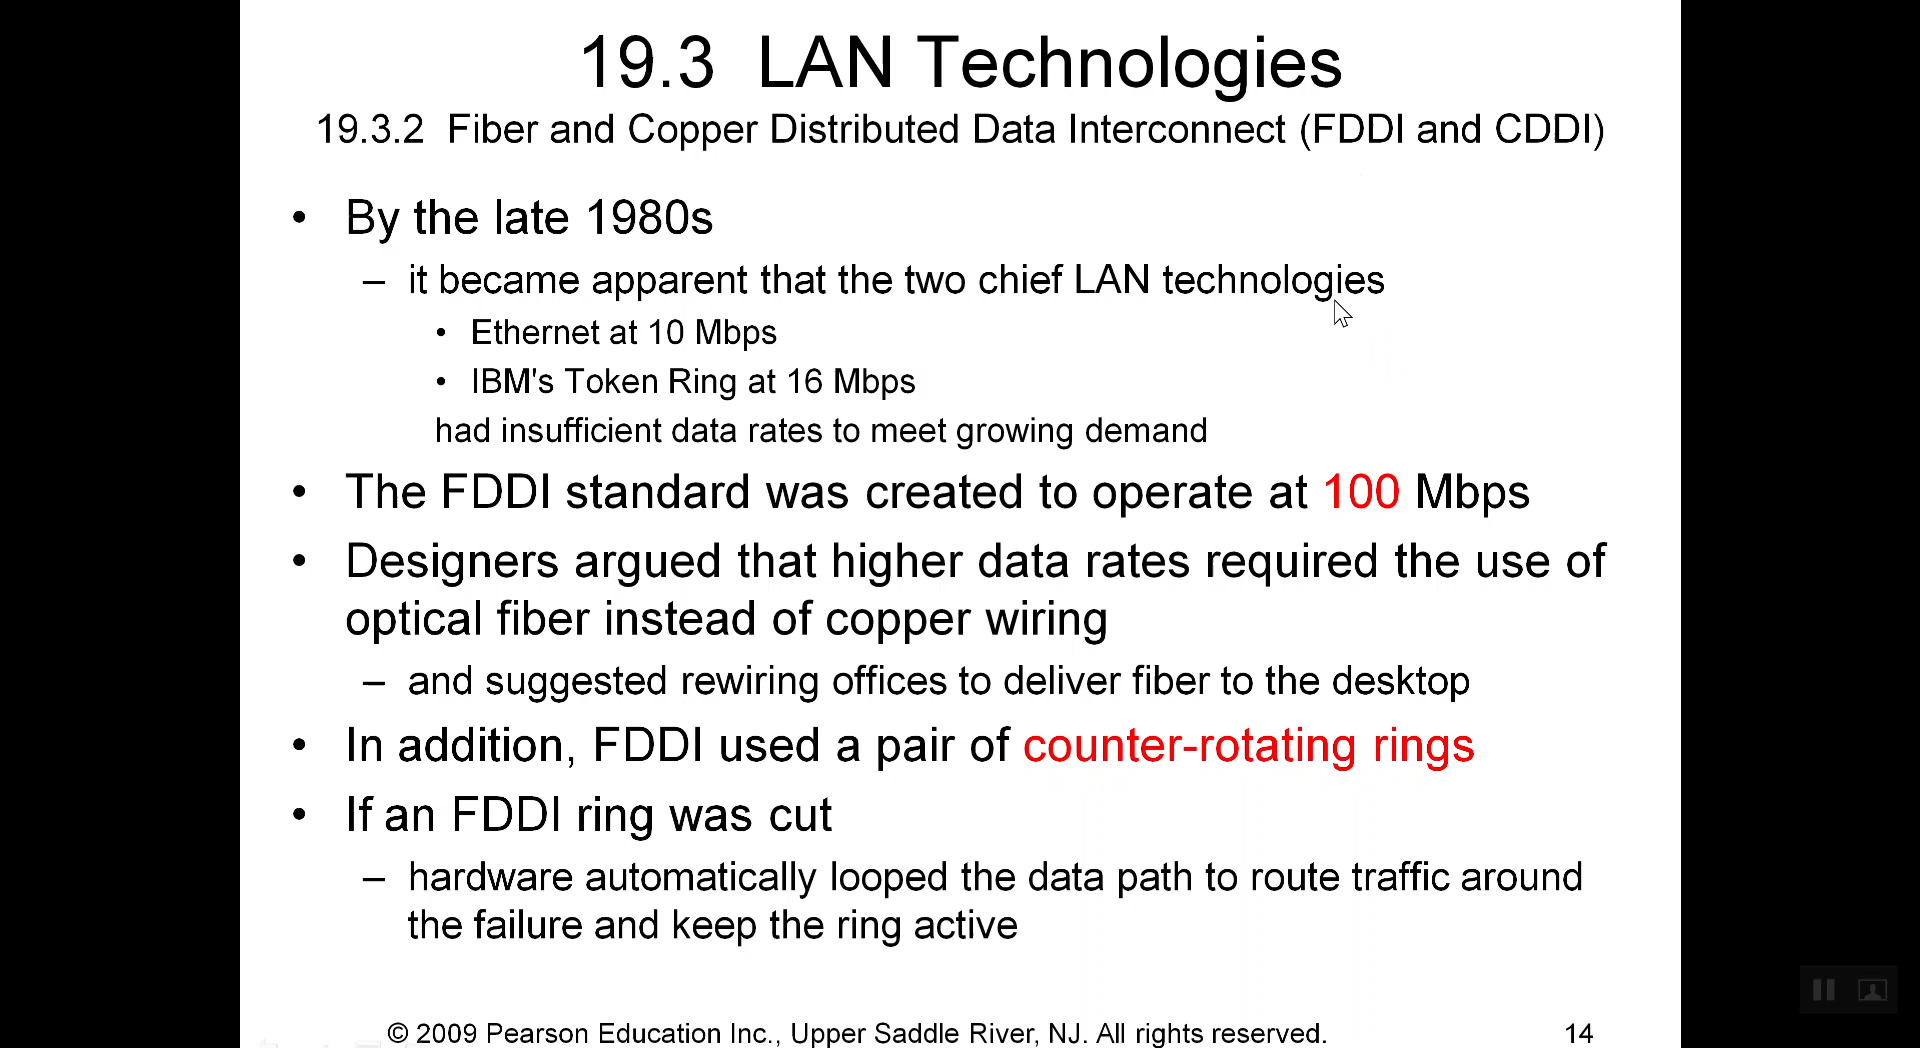 19.3 LAN Technologies
19.3.2 Fiber and Copper Distributed Data Interconnect (FDDI and CDDI)
• By the late 1980s
– it became apparent that the two chief LAN technologies
• Ethernet at 10 Mbps
• IBM's Token Ring at 16 Mbps
had insufficient data rates to meet growing demand
• The FDDI standard was created to operate at 100 Mbps
• Designers argued that higher data rates required the use of
optical fiber instead of copper wiring
– and suggested rewiring offices to deliver fiber to the desktop
• In addition, FDDI used a pair of counter-rotating rings
• If an FDDI ring was cut
– hardware automatically looped the data path to route traffic around
the failure and keep the ring active
© 2009 Pearson Education Inc., Upper Saddle River, NJ. All rights reserved.
14